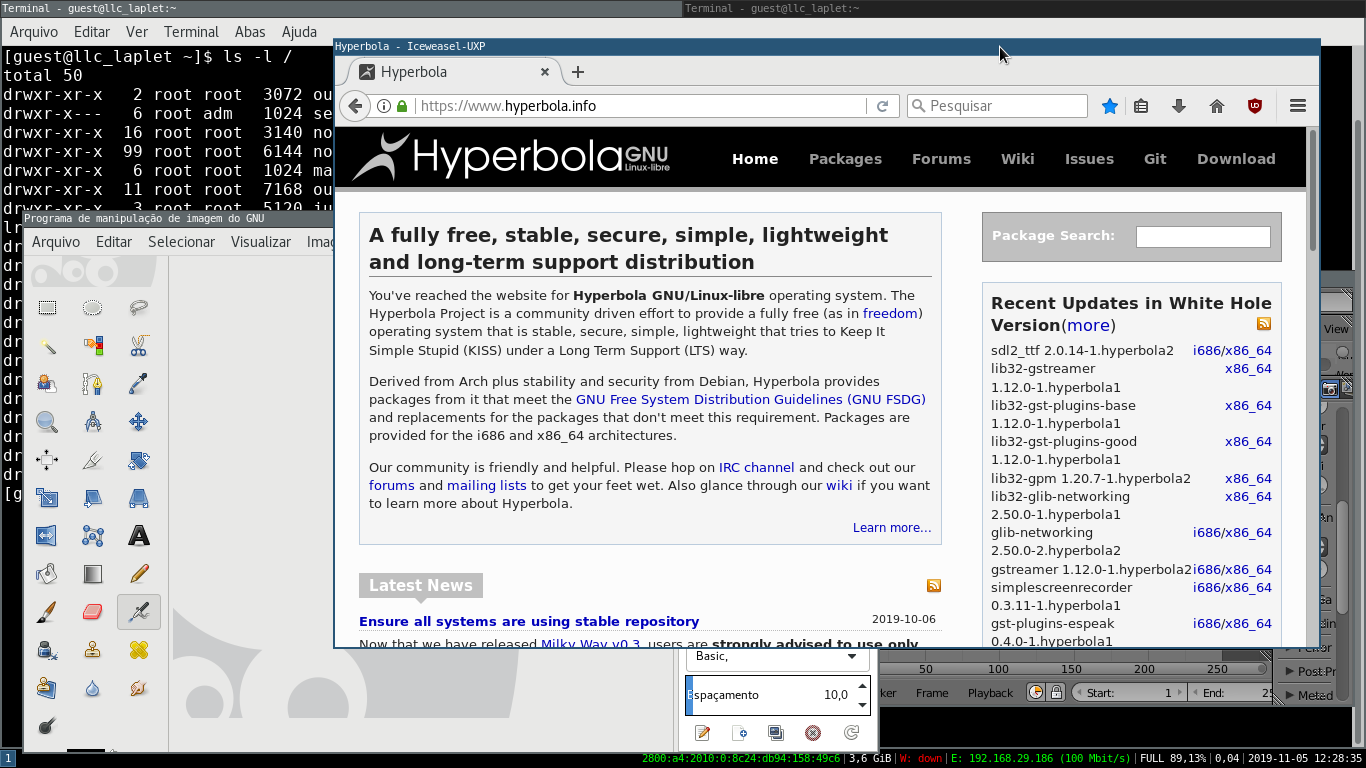 Terminal - guest@llc_laplet:~
Terminal - guest@llc_laplet:~
Arquivo Editar Ver Terminal Abas Ajuda
[guest@llc_laplet ~]$ ls -l /
total 50
drwxr-xr-x 2 root root 3072 ou
drwxr-x--- 6 root adm 1024 se
drwxr-xr-x 16 root root 3140 no
drwxr-xr-x 99 root root 6144 no
drwxr-xr-x 6 root root 1024 ma
drwxr-xr-x 11 root root 7168 ou
drwxr-xr-x 3 root root 5120 ju
Programa de manipulação de imagem do GNU
Arquivo Editar Selecionar Visualizar Imag
Hyperbola - Iceweasel-UXP
Hyperbola
https://www.hyperbola.info
Pesquisar
Hyperbola GNU Linux-libre
Home Packages Forums Wiki Issues Git Download
A fully free, stable, secure, simple, lightweight
and long-term support distribution
You've reached the website for Hyperbola GNU/Linux-libre operating system. The
Hyperbola Project is a community driven effort to provide a fully free (as in freedom)
operating system that is stable, secure, simple, lightweight that tries to Keep It
Simple Stupid (KISS) under a Long Term Support (LTS) way.
Derived from Arch plus stability and security from Debian, Hyperbola provides
packages from it that meet the GNU Free System Distribution Guidelines (GNU FSDG)
and replacements for the packages that don't meet this requirement. Packages are
provided for the i686 and x86_64 architectures.
Our community is friendly and helpful. Please hop on IRC channel and check out our
forums and mailing lists to get your feet wet. Also glance through our wiki if you want
to learn more about Hyperbola.
Learn more...
Latest News
Ensure all systems are using stable repository 2019-10-06
Now that we have released Milky Way v0.3, users are strongly advised to use only
Package Search:
Recent Updates in White Hole
Version(more)
sdl2_ttf 2.0.14-1.hyperbola2 i686/x86_64
lib32-gstreamer x86_64
1.12.0-1.hyperbola1
lib32-gst-plugins-base x86_64
1.12.0-1.hyperbola1
lib32-gst-plugins-good x86_64
1.12.0-1.hyperbola1
lib32-gpm 1.20.7-1.hyperbola2 x86_64
lib32-glib-networking x86_64
2.50.0-1.hyperbola1
glib-networking i686/x86_64
2.50.0-2.hyperbola2
gstreamer 1.12.0-1.hyperbola2 i686/x86_64
simplescreenrecorder i686/x86_64
0.3.11-1.hyperbola1
gst-plugins-espeak i686/x86_64
0.4.0-1.hyperbola1
View
Basic,
Espaçamento 10,0
50 100 150 200 250
ker Frame Playback Start: 1 End: 25
Post Pr
Metad
1
2800:a4:2010:0:8c24:db94:158:49c6 | 3,6 GiB | W: down | E: 192.168.29.186 (100 Mbit/s) | FULL 89,13% | 0,04 | 2019-11-05 12:28:35